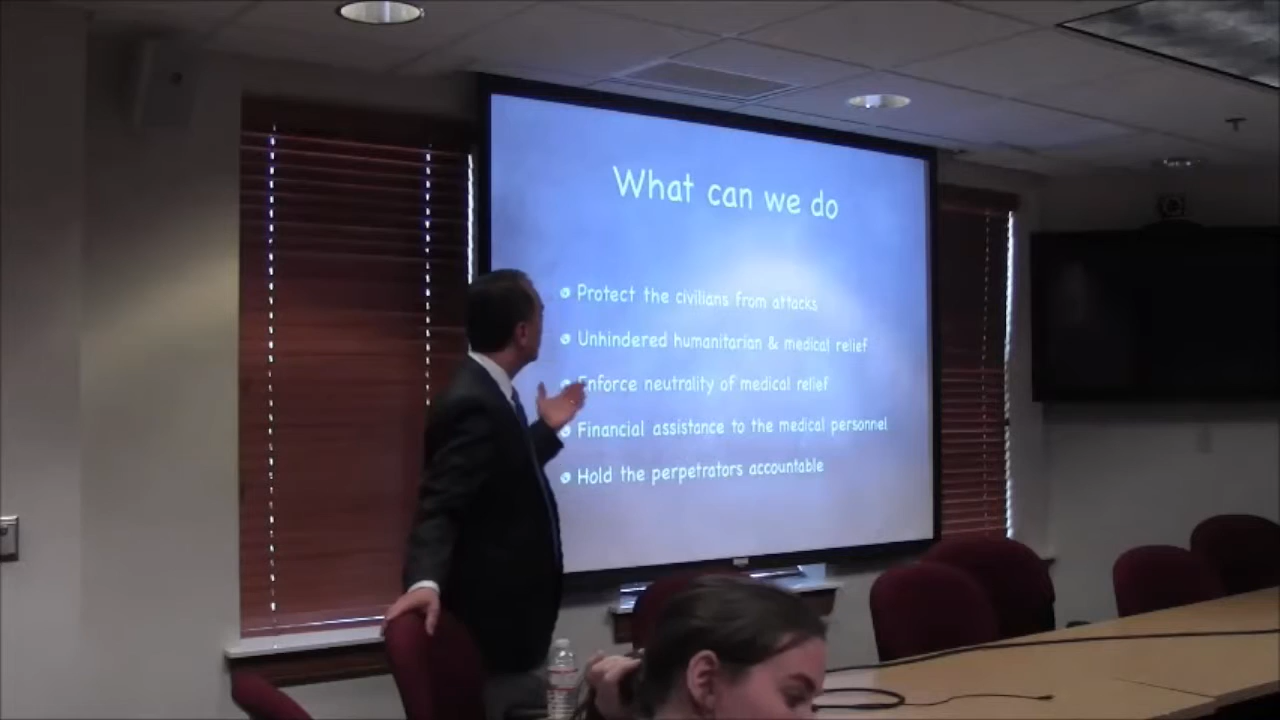 What can we do
Protect the civilians from attacks
Unhindered humanitarian & medical relief
Enforce neutrality of medical relief
Financial assistance to the medical personnel
Hold the perpetrators accountable